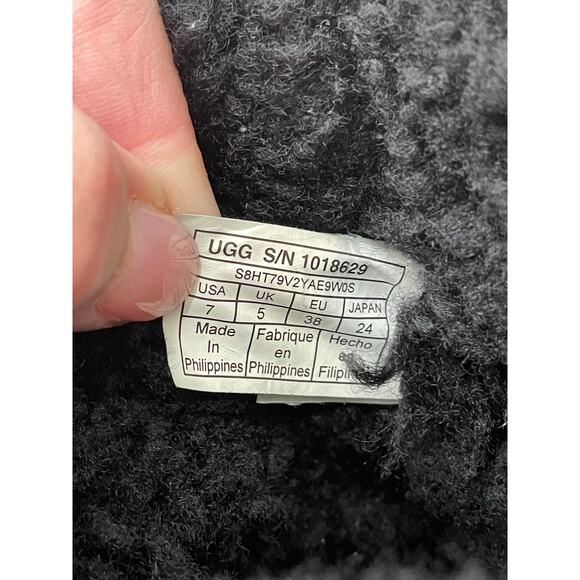 UGG S/N 1018629
S8HT79V2YAE9W0S
USA UK EU JAPAN
7 5 38 24
Made Fabrique Hecho
In en
Philippines Philippines